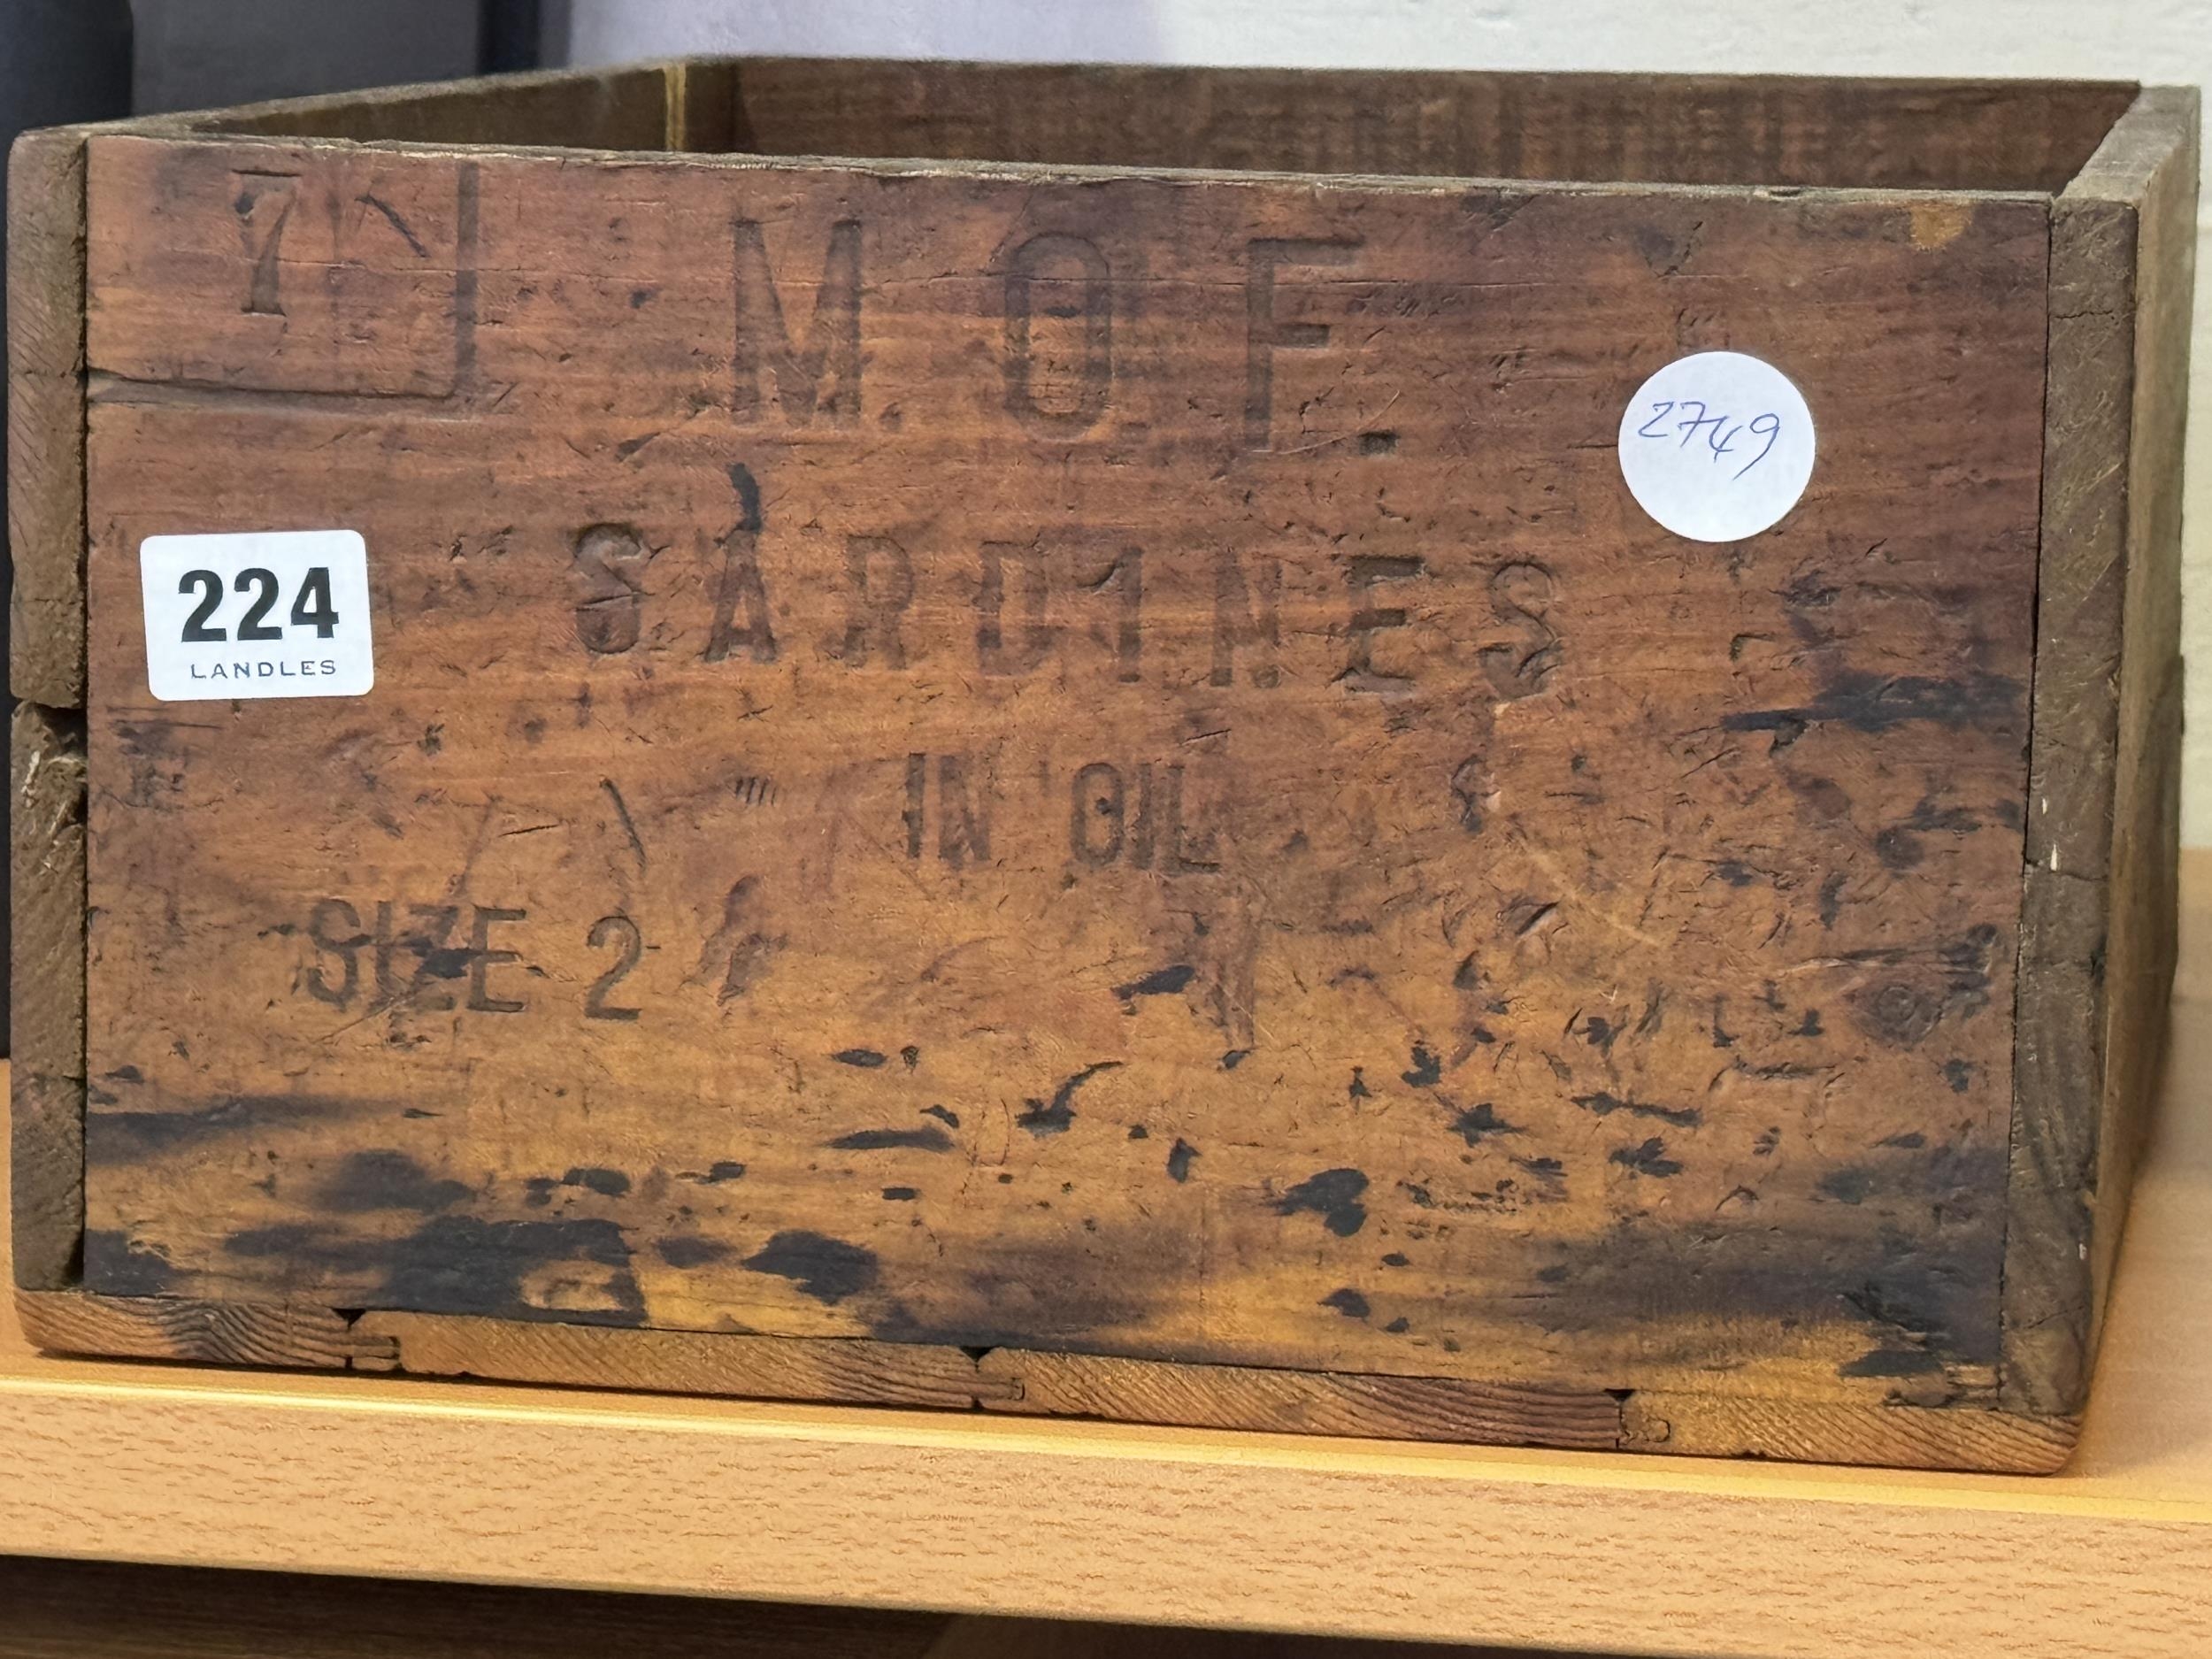 7
M.O.F.
SARDINES
IN OIL
SIZE 2
224
LANDLES
2749